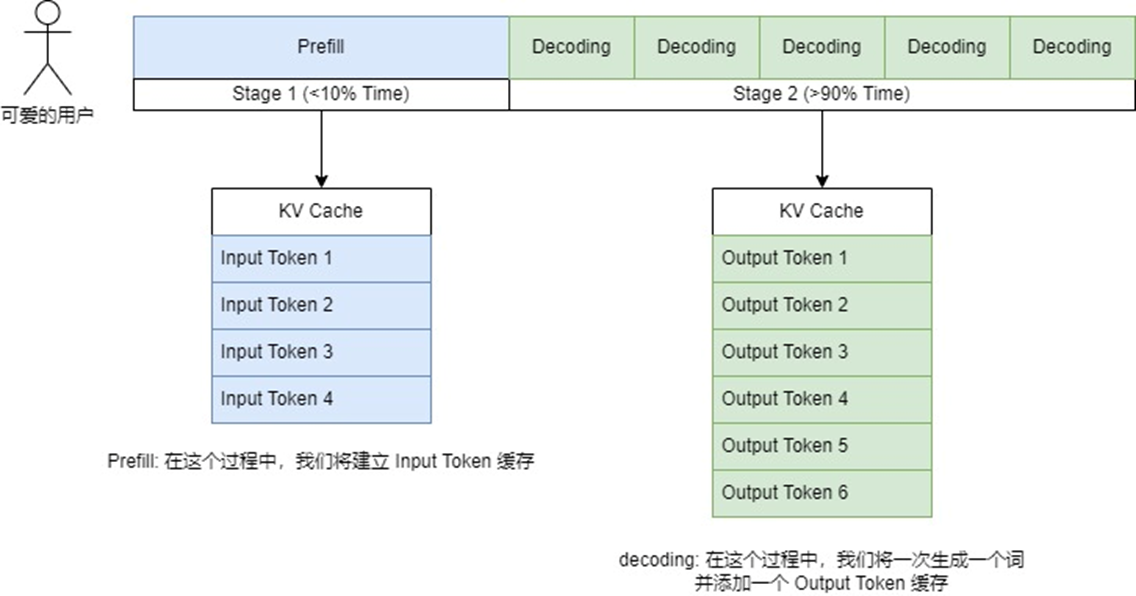 Prefill
Decoding
Decoding
Decoding
Decoding
Decoding
Stage 1 (<10% Time)
Stage 2 (>90% Time)
可爱的用户
KV Cache
Input Token 1
Input Token 2
Input Token 3
Input Token 4
Prefill: 在这个过程中，我们将建立 Input Token 缓存
KV Cache
Output Token 1
Output Token 2
Output Token 3
Output Token 4
Output Token 5
Output Token 6
decoding: 在这个过程中，我们将一次生成一个词
并添加一个 Output Token 缓存